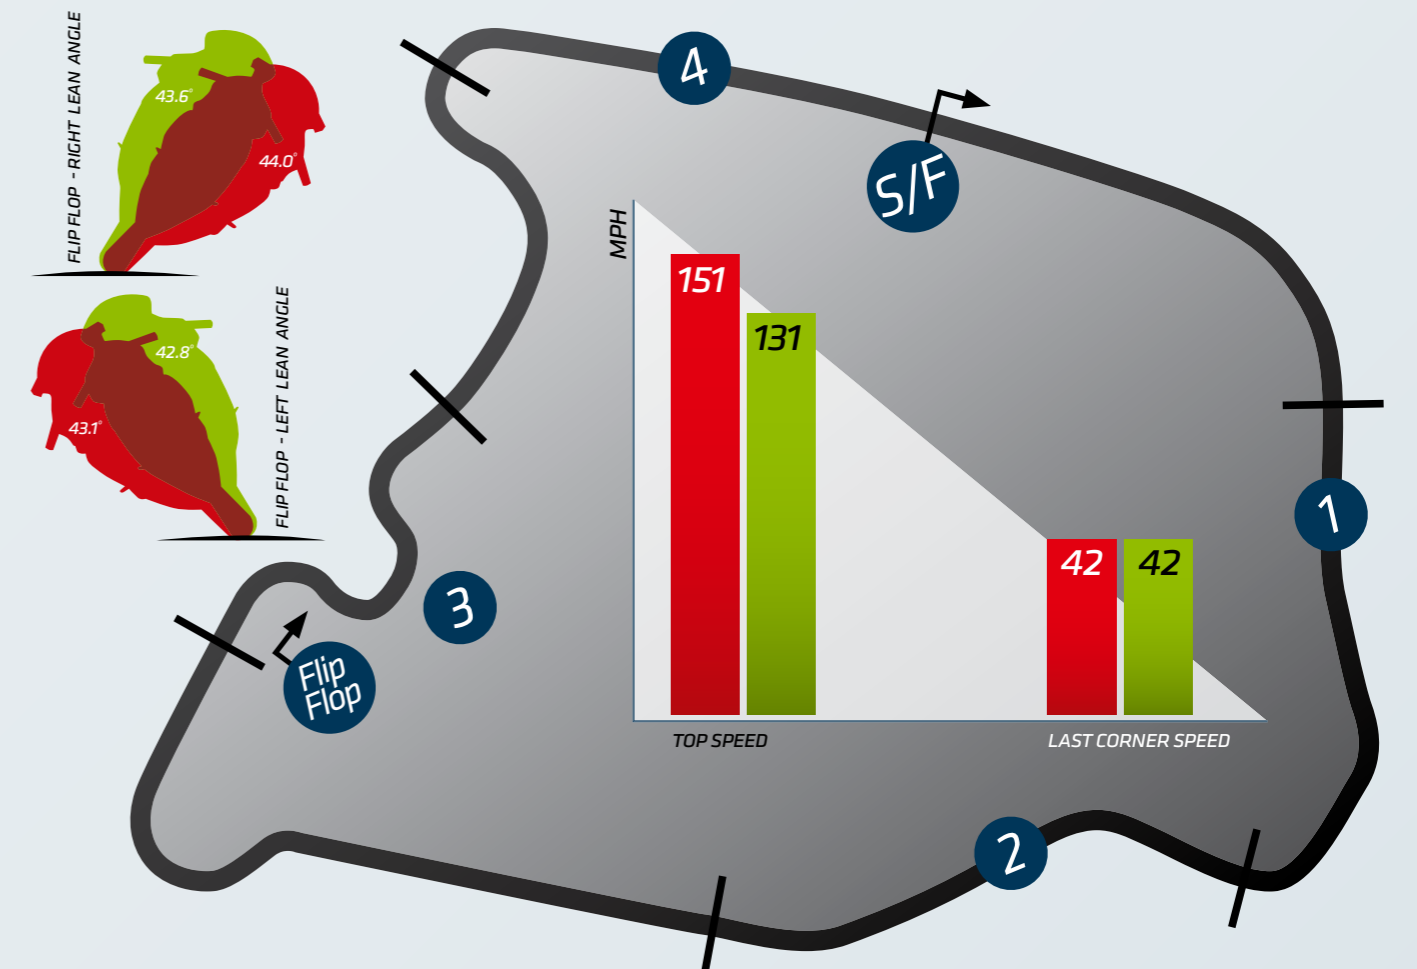 FLIP FLOP - RIGHT LEAN ANGLE
43.6°
44.0°
FLIP FLOP - LEFT LEAN ANGLE
42.8°
43.1°
4
S/F
1
2
3
Flip
Flop
MPH
151
131
42
42
TOP SPEED
LAST CORNER SPEED